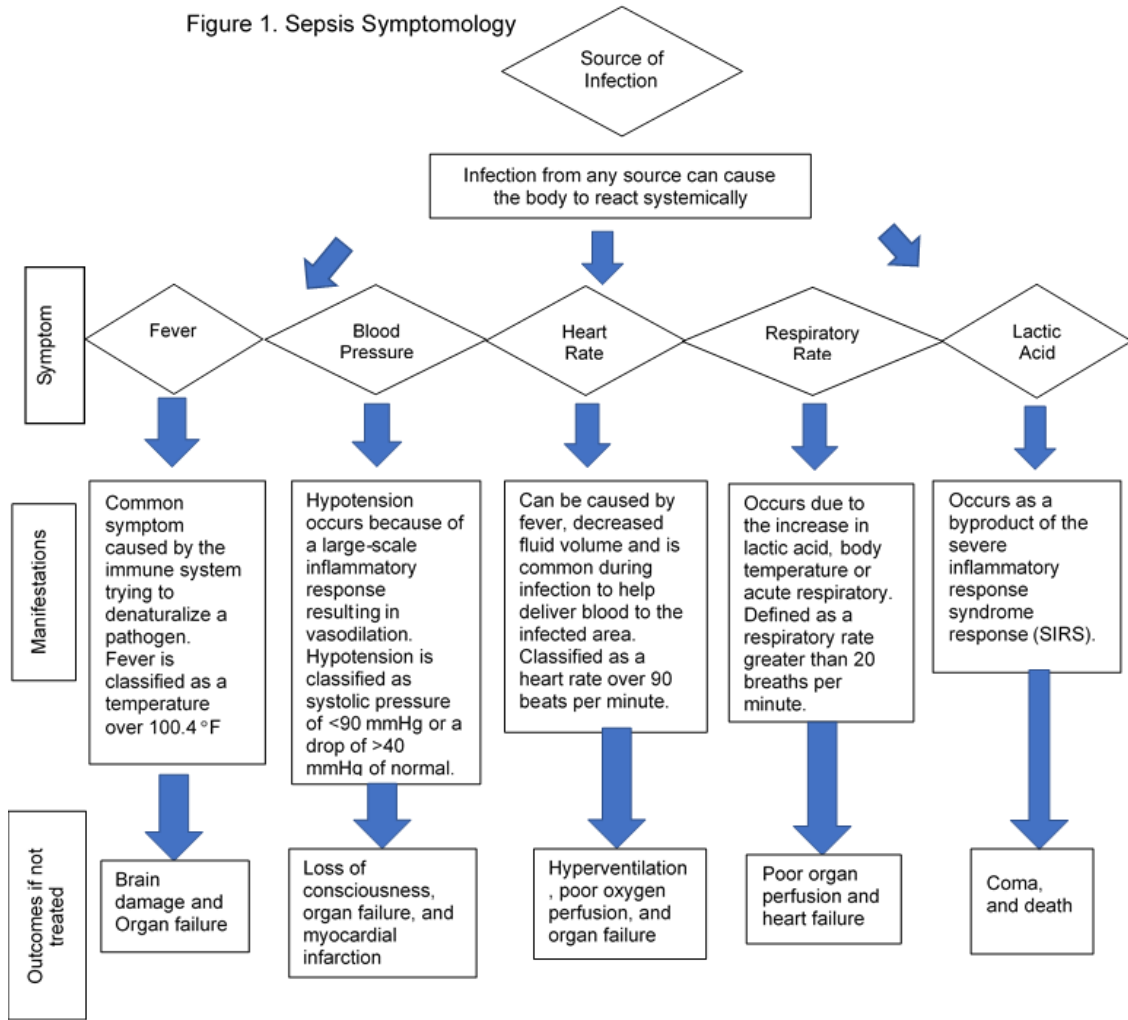 Figure 1. Sepsis Symptomology
Source of
Infection
Infection from any source can cause
the body to react systemically
Symptom
Fever
Blood
Pressure
Heart
Rate
Respiratory
Rate
Lactic
Acid
Manifestations
Common
symptom
caused by the
immune system
trying to
denaturalize a
pathogen.
Fever is
classified as a
temperature
over 100.4 °F
Hypotension
occurs because of
a large-scale
inflammatory
response
resulting in
vasodilation.
Hypotension is
classified as
systolic pressure
of <90 mmHg or a
drop of >40
mmHg of normal.
Can be caused by
fever, decreased
fluid volume and is
common during
infection to help
deliver blood to the
infected area.
Classified as a
heart rate over 90
beats per minute.
Occurs due to
the increase in
lactic acid, body
temperature or
acute respiratory.
Defined as a
respiratory rate
greater than 20
breaths per
minute.
Occurs as a
byproduct of the
severe
inflammatory
response
syndrome
response (SIRS).
Outcomes if not
treated
Brain
damage and
Organ failure
Loss of
consciousness,
organ failure, and
myocardial
infarction
Hyperventilation
, poor oxygen
perfusion, and
organ failure
Poor organ
perfusion and
heart failure
Coma,
and death